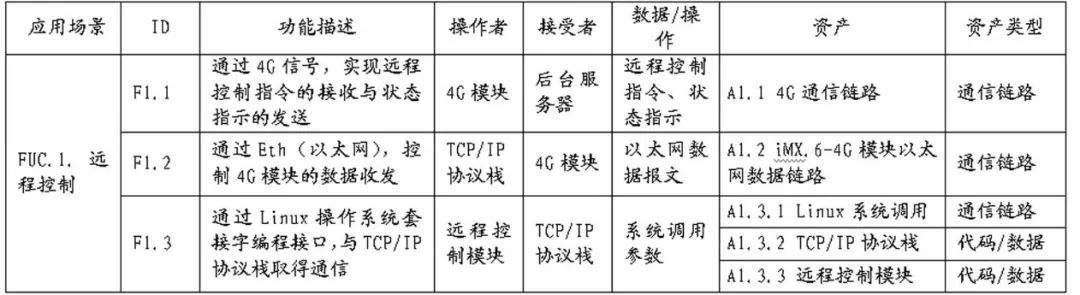 应用场景 ID 功能描述 操作者 接受者 数据/操作 资产 资产类型
FUC.1. 远程控制
F1.1
通过4G信号，实现远程
控制指令的接收与状态
指示的发送
4G模块
后台服
务器
远程控制
指令、状
态指示
A1.1 4G通信链路
通信链路
F1.2
通过Eth（以太网），控
制4G模块的数据收发
TCP/IP
协议栈
4G模块
以太网数
据报文
A1.2 iMX.6-4G模块以太
网数据链路
通信链路
F1.3
通过Linux操作系统套
接字编程接口，与TCP/IP
协议栈取得通信
远程控
制模块
TCP/IP
协议栈
系统调用
参数
A1.3.1 Linux系统调用
通信链路
A1.3.2 TCP/IP协议栈
代码/数据
A1.3.3 远程控制模块
代码/数据